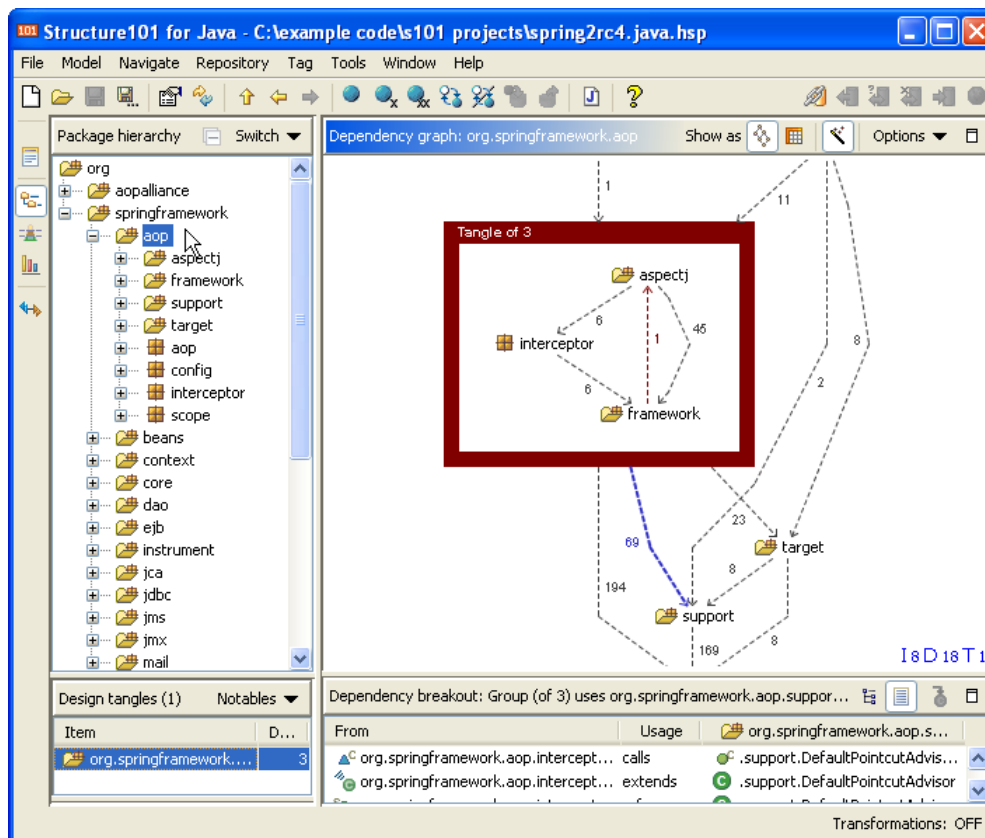 101 Structure101 for Java - C:\example code\s101 projects\spring2rc4.java.hsp
File Model Navigate Repository Tag Tools Window Help
Package hierarchy Switch
Dependency graph: org.springframework.aop Show as Options
org
aopalliance
springframework
aop
aspectj
framework
support
target
aop
config
interceptor
scope
beans
context
core
dao
ejb
instrument
jca
jdbc
jms
jmx
mail
1
11
Tangle of 3
aspectj
6
1
45
interceptor
6
framework
8
2
23
69
target
8
194
support
169
8
I 8 D 18 T 1
Design tangles (1) Notables
Item D...
org.springframework.... 3
Dependency breakout: Group (of 3) uses org.springframework.aop.suppor...
From Usage org.springframework.aop.s...
org.springframework.aop.intercept... calls .support.DefaultPointcutAdvis...
org.springframework.aop.intercept... extends .support.DefaultPointcutAdvisor
Transformations: OFF